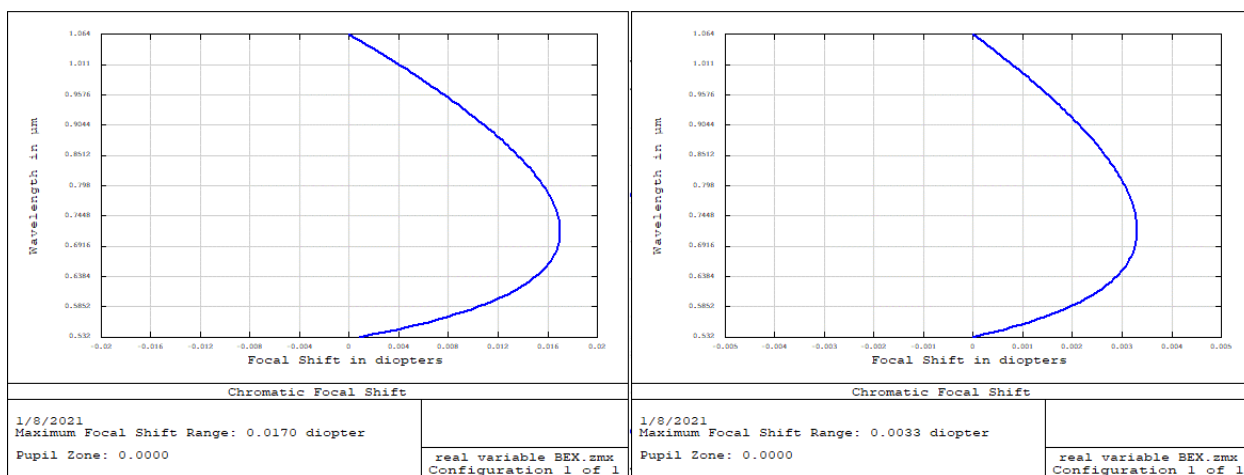 1.064
1.011
0.9576
0.9044
0.8512
0.798
0.7448
0.6916
0.6384
0.5852
0.532
Wavelength in µm
-0.02 -0.016 -0.012 -0.008 -0.004 0 0.004 0.008 0.012 0.016 0.02
Focal Shift in diopters
Chromatic Focal Shift
1/8/2021
Maximum Focal Shift Range: 0.0170 diopter
Pupil Zone: 0.0000
real variable BEX.zmx
Configuration 1 of 1
1.064
1.011
0.9576
0.9044
0.8512
0.798
0.7448
0.6916
0.6384
0.5852
0.532
Wavelength in µm
-0.005 -0.004 -0.003 -0.002 -0.001 0 0.001 0.002 0.003 0.004 0.005
Focal Shift in diopters
Chromatic Focal Shift
1/8/2021
Maximum Focal Shift Range: 0.0033 diopter
Pupil Zone: 0.0000
real variable BEX.zmx
Configuration 1 of 1